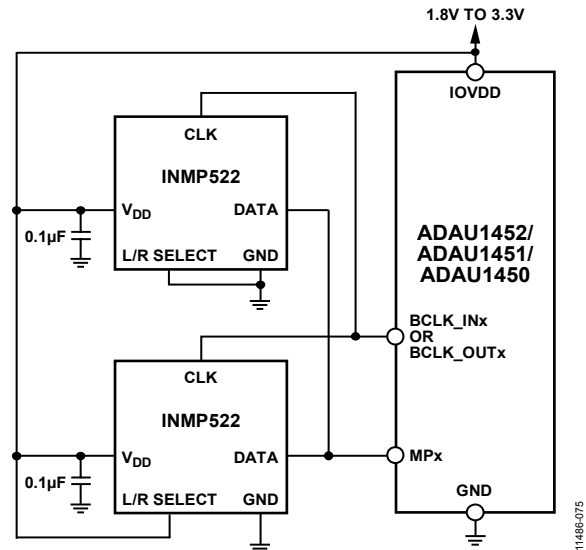 1.8V TO 3.3V
IOVDD
CLK
INMP522
VDD
DATA
0.1µF
L/R SELECT
GND
ADAU1452/
ADAU1451/
ADAU1450
BCLK_INx
OR
BCLK_OUTx
CLK
INMP522
VDD
DATA
MPx
0.1µF
L/R SELECT
GND
GND
11486-075